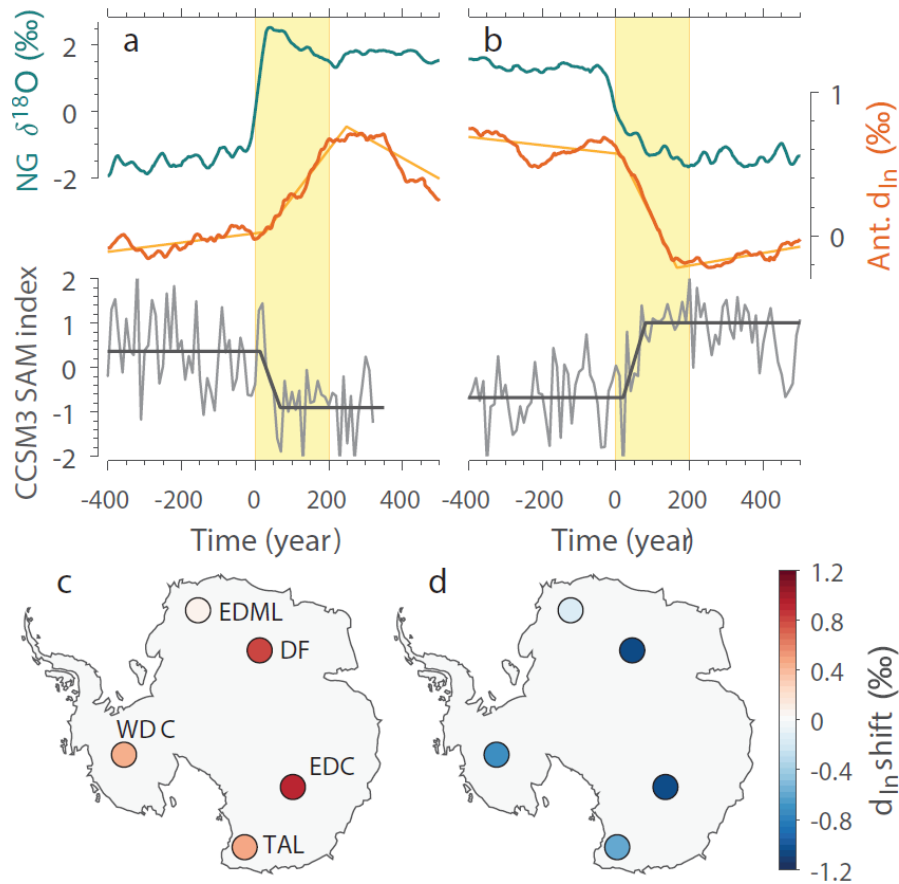 a
b
NG δ18O (‰)
2
0
-2
1
0
Ant. dln (‰)
CCSM3 SAM index
2
1
0
-1
-2
-400 -200 0 200 400
-400 -200 0 200 400
Time (year)
Time (year)
c
d
EDML
DF
WDC
EDC
TAL
1.2
0.8
0.4
0
-0.4
-0.8
-1.2
dln shift (‰)